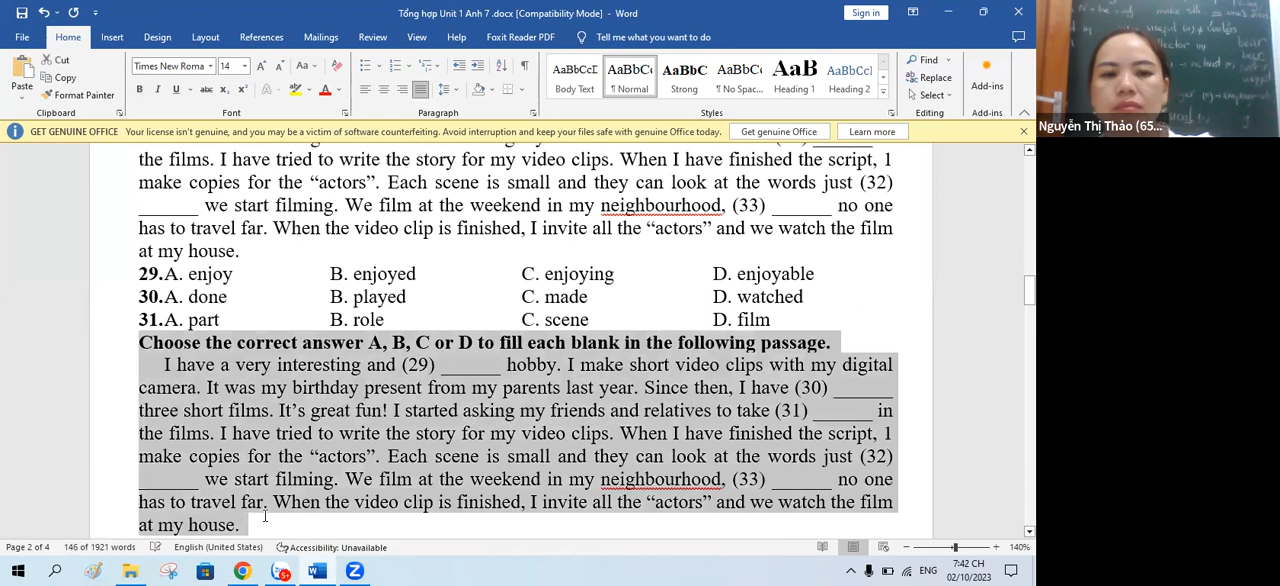 Tổng hợp Unit 1 Anh 7 .docx [Compatibility Mode] - Word
Sign in
File Home Insert Design Layout References Mailings Review View Help Foxit Reader PDF Tell me what you want to do
Paste
Cut
Copy
Format Painter
Clipboard
Times New Roma 14
Font
Paragraph
AaBbCcI AaBbC AaBbC AaBbCc AaB AaBbCc
Body Text ¶ Normal Strong ¶ No Spac... Heading 1 Heading 2
Styles
Find
Replace
Select
Editing
Add-ins
Add-ins
GET GENUINE OFFICE Your license isn't genuine, and you may be a victim of software counterfeiting. Avoid interruption and keep your files safe with genuine Office today. Get genuine Office Learn more
the films. I have tried to write the story for my video clips. When I have finished the script, 1
make copies for the “actors”. Each scene is small and they can look at the words just (32)
______ we start filming. We film at the weekend in my neighbourhood, (33) ______ no one
has to travel far. When the video clip is finished, I invite all the “actors” and we watch the film
at my house.
29.A. enjoy B. enjoyed C. enjoying D. enjoyable
30.A. done B. played C. made D. watched
31.A. part B. role C. scene D. film
Choose the correct answer A, B, C or D to fill each blank in the following passage.
I have a very interesting and (29) ______ hobby. I make short video clips with my digital
camera. It was my birthday present from my parents last year. Since then, I have (30) ______
three short films. It’s great fun! I started asking my friends and relatives to take (31) ______ in
the films. I have tried to write the story for my video clips. When I have finished the script, 1
make copies for the “actors”. Each scene is small and they can look at the words just (32)
______ we start filming. We film at the weekend in my neighbourhood, (33) ______ no one
has to travel far. When the video clip is finished, I invite all the “actors” and we watch the film
at my house.
Page 2 of 4 146 of 1921 words English (United States) Accessibility: Unavailable 140%
ENG
7:42 CH
02/10/2023
Nguyễn Thị Thảo (65...